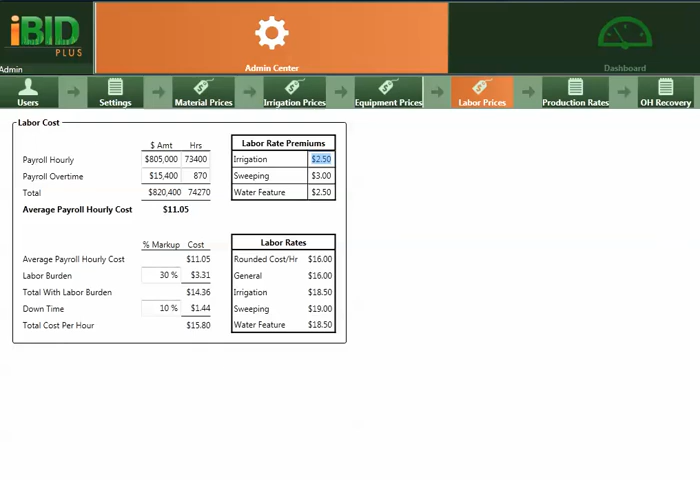 iBID
PLUS
Admin
Admin Center
Dashboard
Users
Settings
Material Prices
Irrigation Prices
Equipment Prices
Labor Prices
Production Rates
OH Recovery
Labor Cost
$ Amt Hrs
Payroll Hourly $805,000 73400
Payroll Overtime $15,400 870
Total $820,400 74270
Average Payroll Hourly Cost $11.05
Labor Rate Premiums
Irrigation $2.50
Sweeping $3.00
Water Feature $2.50
% Markup Cost
Average Payroll Hourly Cost $11.05
Labor Burden 30 % $3.31
Total With Labor Burden $14.36
Down Time 10 % $1.44
Total Cost Per Hour $15.80
Labor Rates
Rounded Cost/Hr $16.00
General $16.00
Irrigation $18.50
Sweeping $19.00
Water Feature $18.50